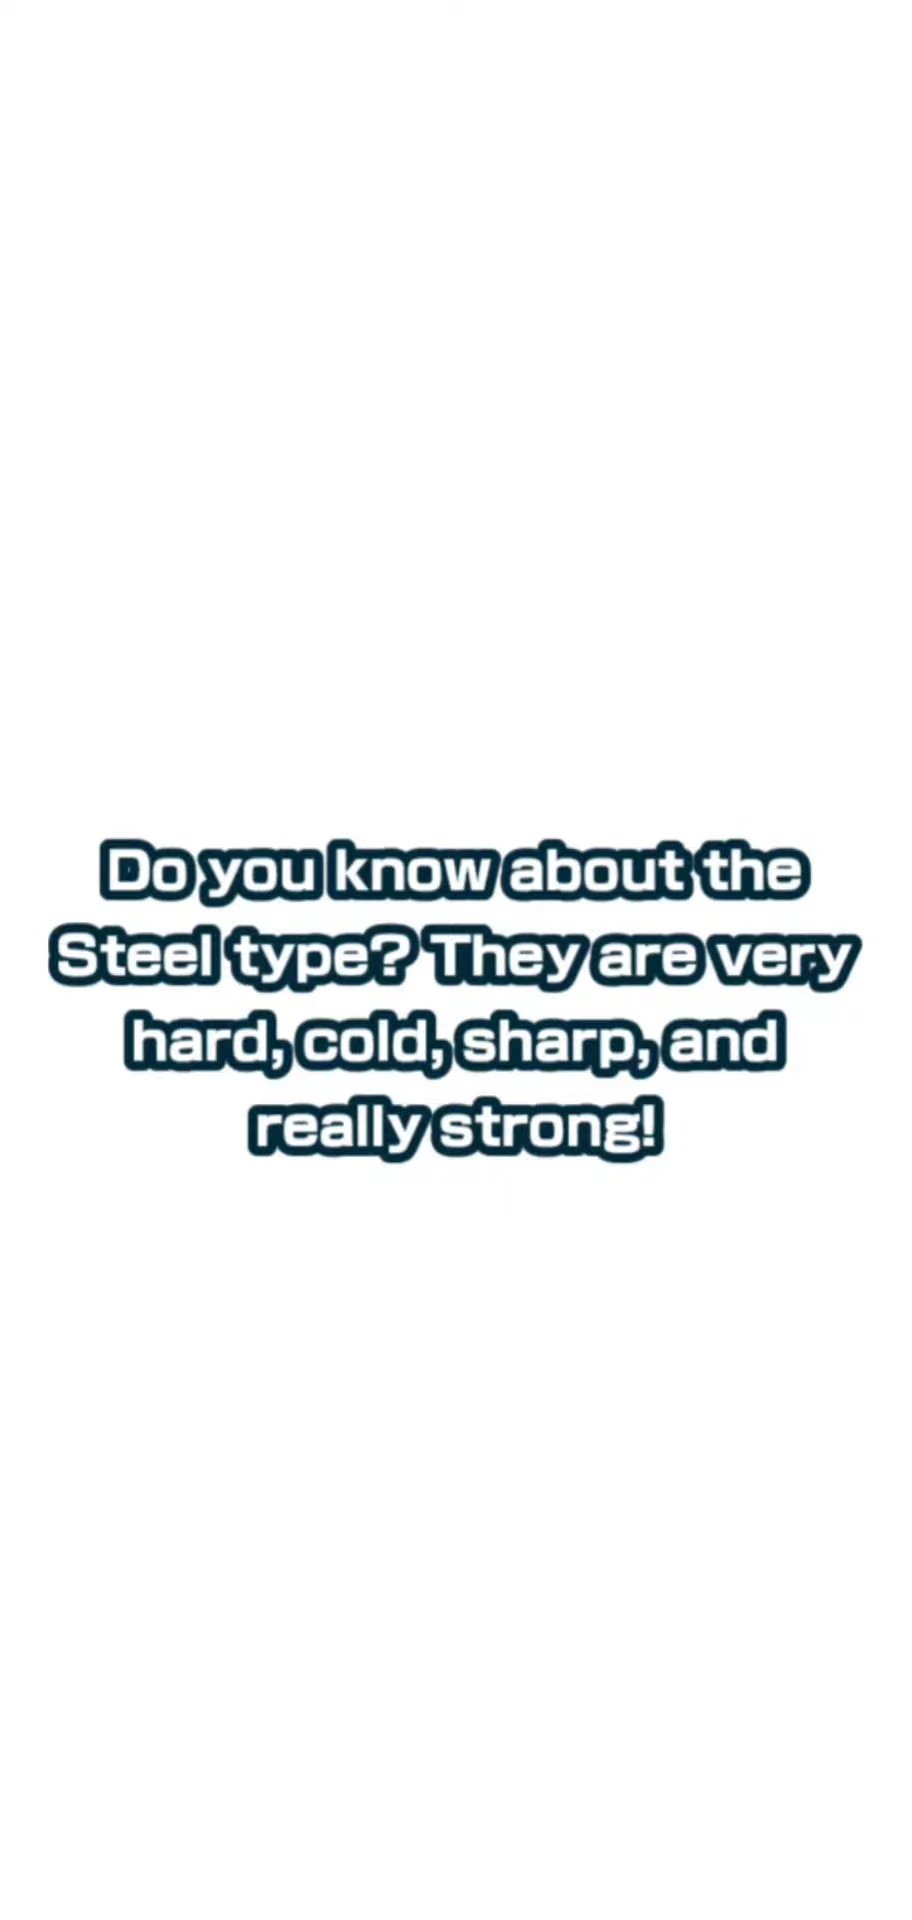 Do you know about the
Steel type? They are very
hard, cold, sharp, and
really strong!